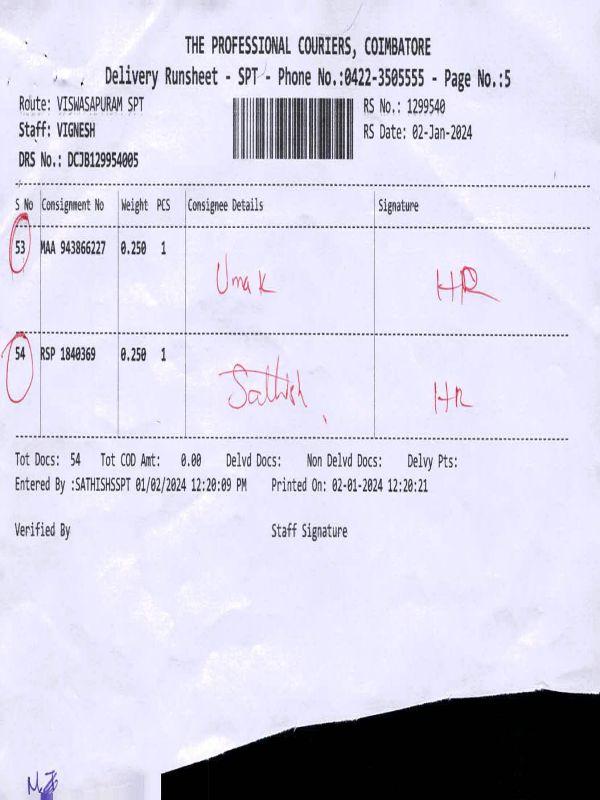 THE PROFESSIONAL COURIERS, COIMBATORE
Delivery Runsheet - SPT - Phone No.:0422-3505555 - Page No.:5
Route: VISWASAPURAM SPT RS No.: 1299540
Staff: VIGNESH RS Date: 02-Jan-2024
DRS No.: DCJB129954005
S No Consignment No Weight PCS Consignee Details Signature
53 MAA 943866227 0.250 1
Uma K HR
54 RSP 1840369 0.250 1
Sathish HR
Tot Docs: 54 Tot COD Amt: 0.00 Delvd Docs: Non Delvd Docs: Delvy Pts:
Entered By :SATHISHSSPT 01/02/2024 12:20:09 PM Printed On: 02-01-2024 12:20:21
Verified By Staff Signature